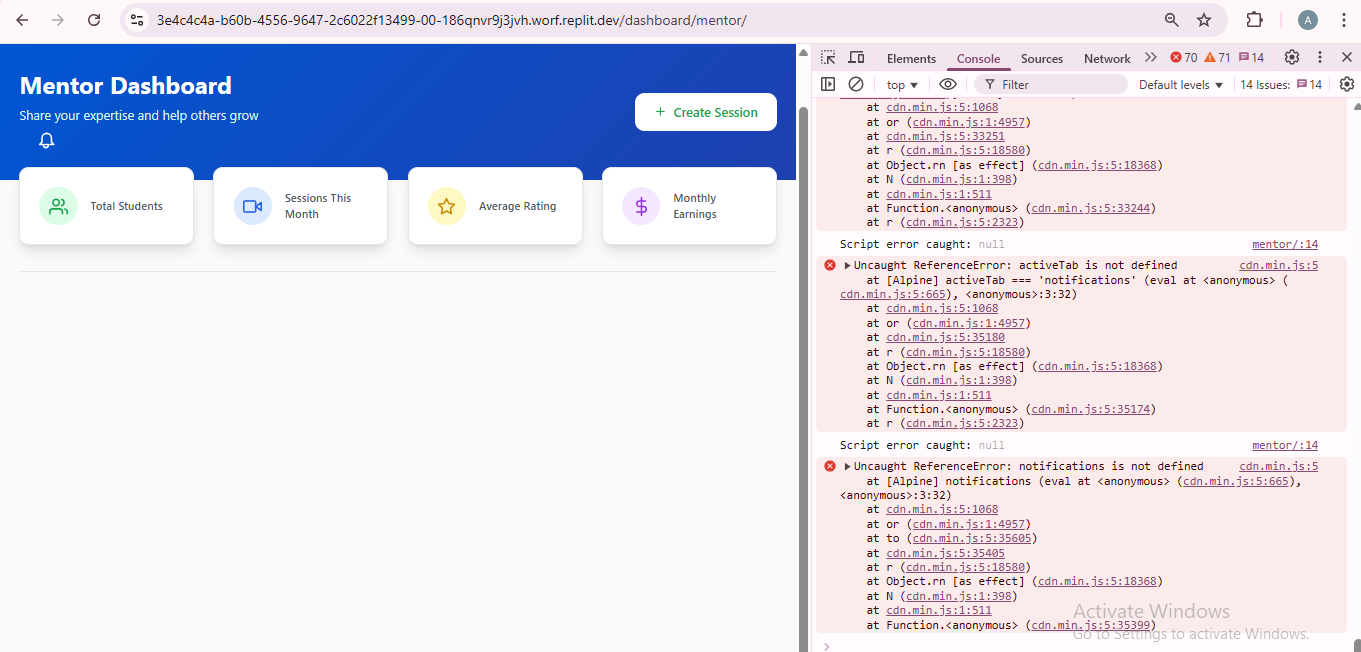 3e4c4c4a-b60b-4556-9647-2c6022f13499-00-186qnvr9j3jvh.worf.replit.dev/dashboard/mentor/
A
Mentor Dashboard
Share your expertise and help others grow
+ Create Session
Total Students
Sessions This
Month
Average Rating
Monthly
Earnings
Elements Console Sources Network 70 71 14
top Filter Default levels 14 Issues: 14
at cdn.min.js:5:1068
at or (cdn.min.js:1:4957)
at cdn.min.js:5:33251
at r (cdn.min.js:5:18580)
at Object.rn [as effect] (cdn.min.js:5:18368)
at N (cdn.min.js:1:398)
at cdn.min.js:1:511
at Function.<anonymous> (cdn.min.js:5:33244)
at r (cdn.min.js:5:2323)
Script error caught: null mentor/:14
Uncaught ReferenceError: activeTab is not defined cdn.min.js:5
at [Alpine] activeTab === 'notifications' (eval at <anonymous> (
cdn.min.js:5:665), <anonymous>:3:32)
at cdn.min.js:5:1068
at or (cdn.min.js:1:4957)
at cdn.min.js:5:35180
at r (cdn.min.js:5:18580)
at Object.rn [as effect] (cdn.min.js:5:18368)
at N (cdn.min.js:1:398)
at cdn.min.js:1:511
at Function.<anonymous> (cdn.min.js:5:35174)
at r (cdn.min.js:5:2323)
Script error caught: null mentor/:14
Uncaught ReferenceError: notifications is not defined cdn.min.js:5
at [Alpine] notifications (eval at <anonymous> (cdn.min.js:5:665),
<anonymous>:3:32)
at cdn.min.js:5:1068
at or (cdn.min.js:1:4957)
at to (cdn.min.js:5:35605)
at cdn.min.js:5:35405
at r (cdn.min.js:5:18580)
at Object.rn [as effect] (cdn.min.js:5:18368)
at N (cdn.min.js:1:398)
at cdn.min.js:1:511
at Function.<anonymous> (cdn.min.js:5:35399)
Activate Windows
Go to Settings to activate Windows.